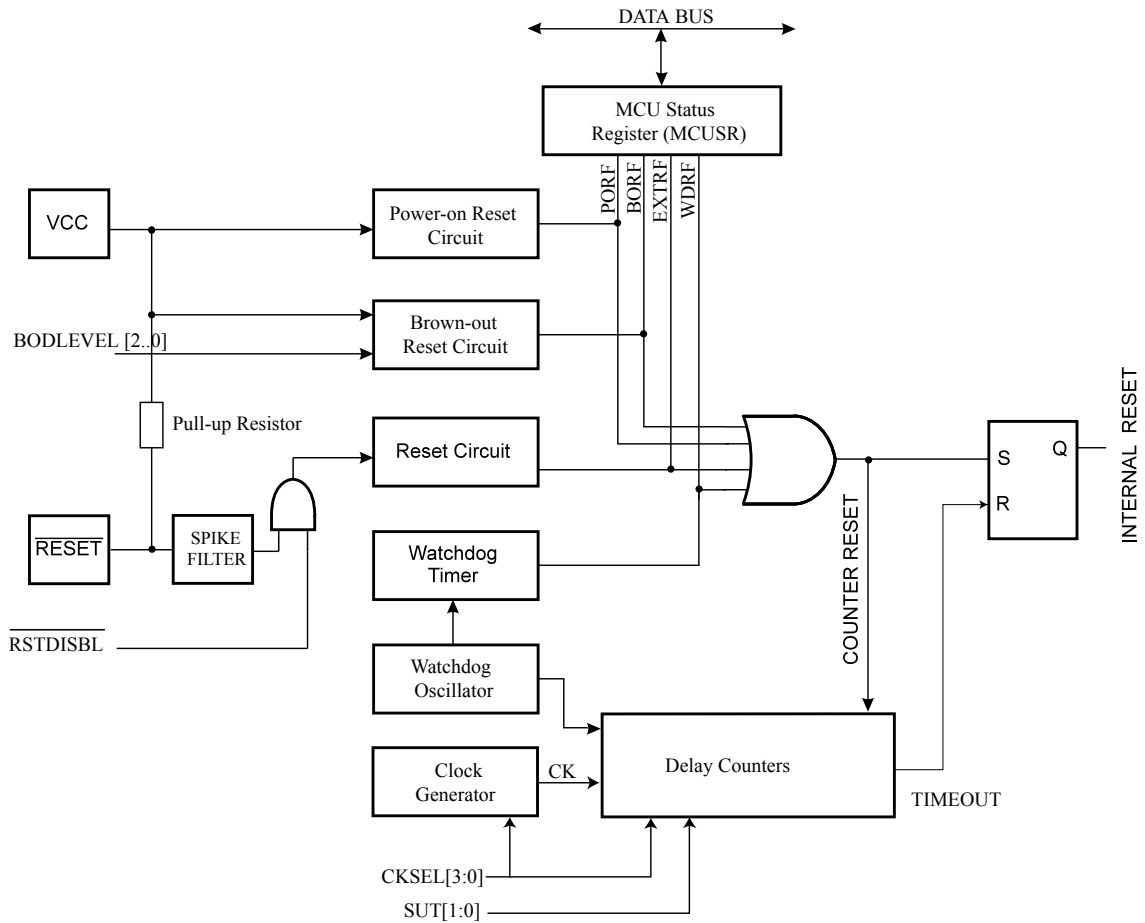 DATA BUS
MCU Status
Register (MCUSR)
PORF
BORF
EXTRF
WDRF
VCC
Power-on Reset
Circuit
BODLEVEL [2..0]
Brown-out
Reset Circuit
Pull-up Resistor
Reset Circuit
S
Q
R
INTERNAL RESET
RESET
SPIKE
FILTER
Watchdog
Timer
COUNTER RESET
RSTDISBL
Watchdog
Oscillator
Clock
Generator
CK
Delay Counters
TIMEOUT
CKSEL[3:0]
SUT[1:0]